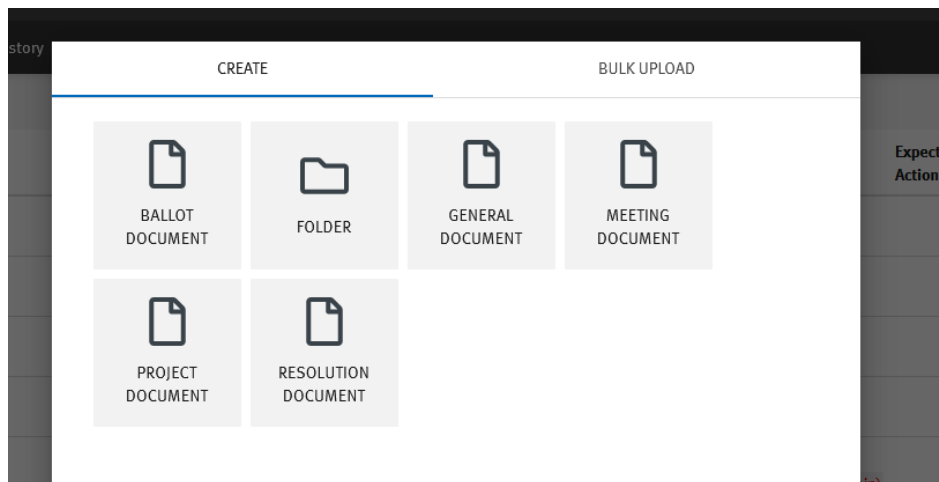 story
CREATE
BULK UPLOAD
Expect
Action
BALLOT
DOCUMENT
FOLDER
GENERAL
DOCUMENT
MEETING
DOCUMENT
PROJECT
DOCUMENT
RESOLUTION
DOCUMENT